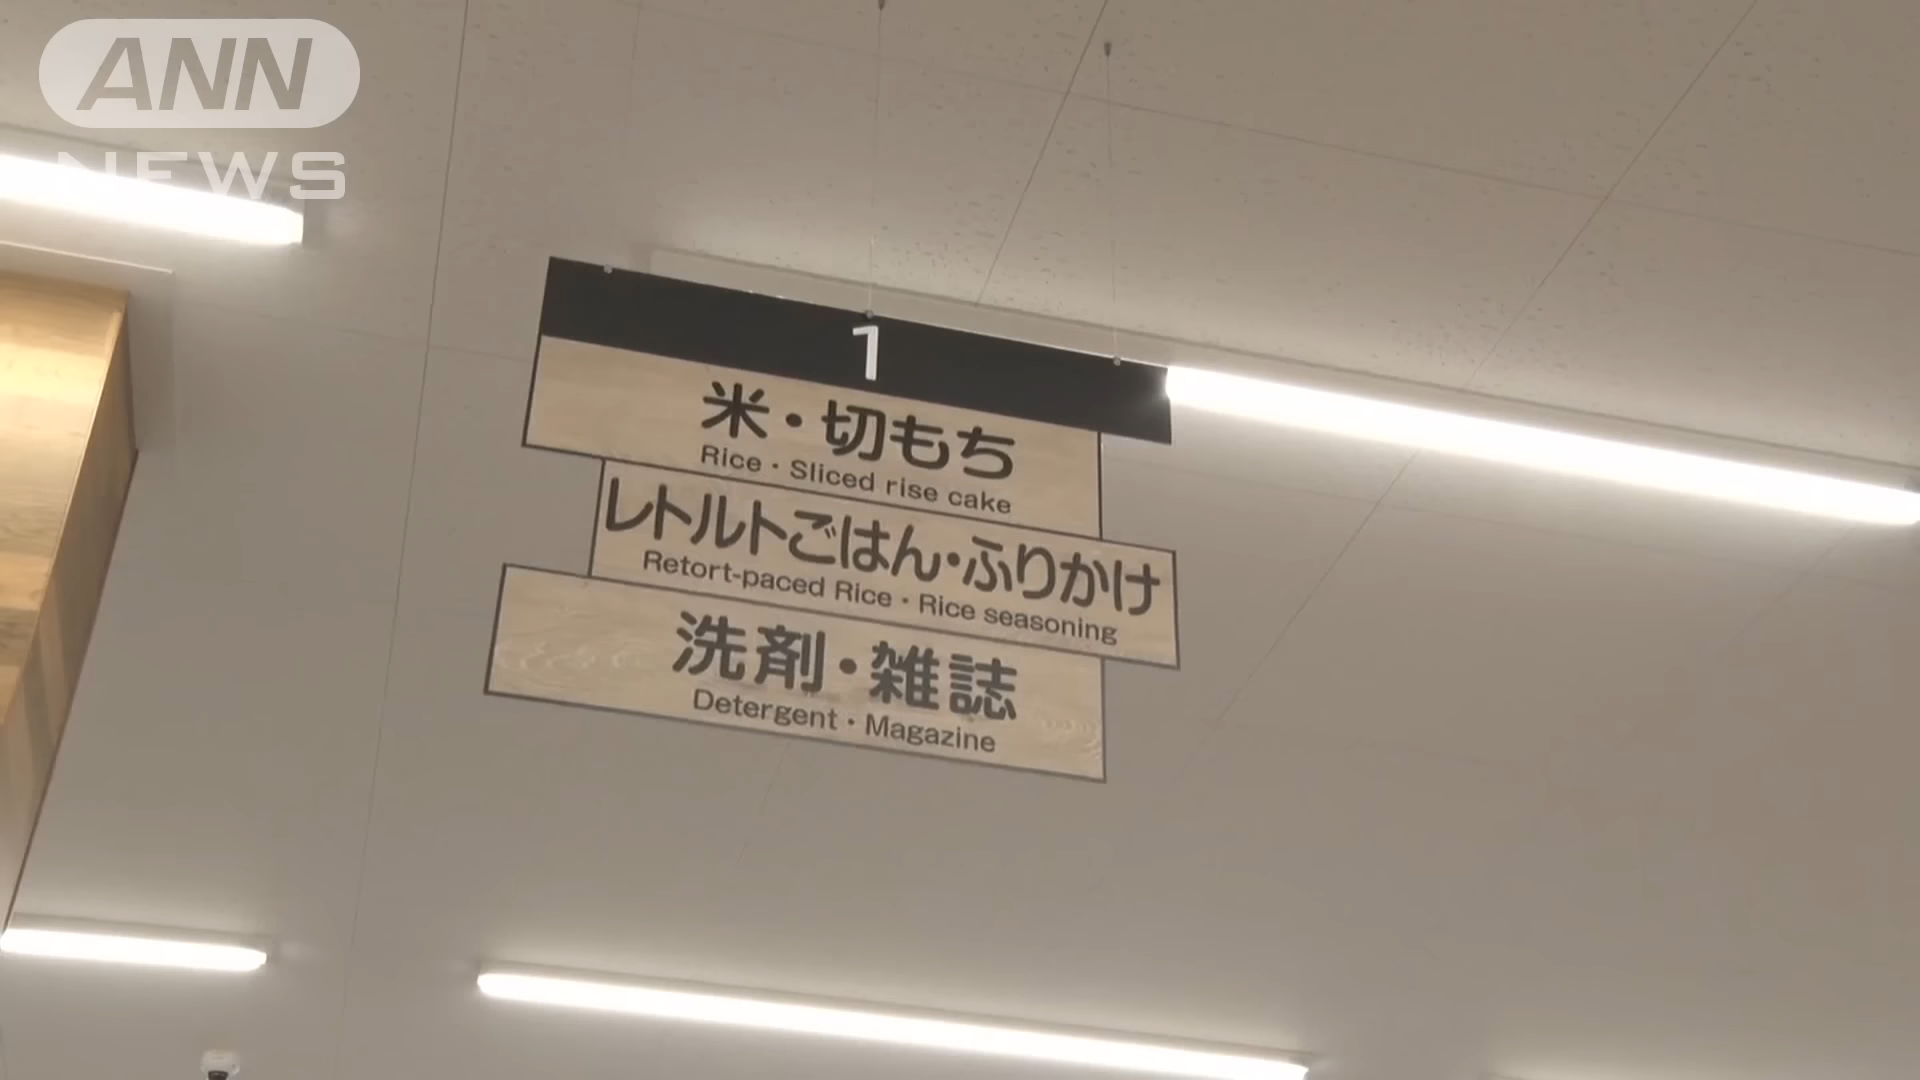 ANN
NEWS
1
米・切もち
Rice・Sliced rise cake
レトルトごはん・ふりかけ
Retort-paced Rice・Rice seasoning
洗剤・雑誌
Detergent・Magazine